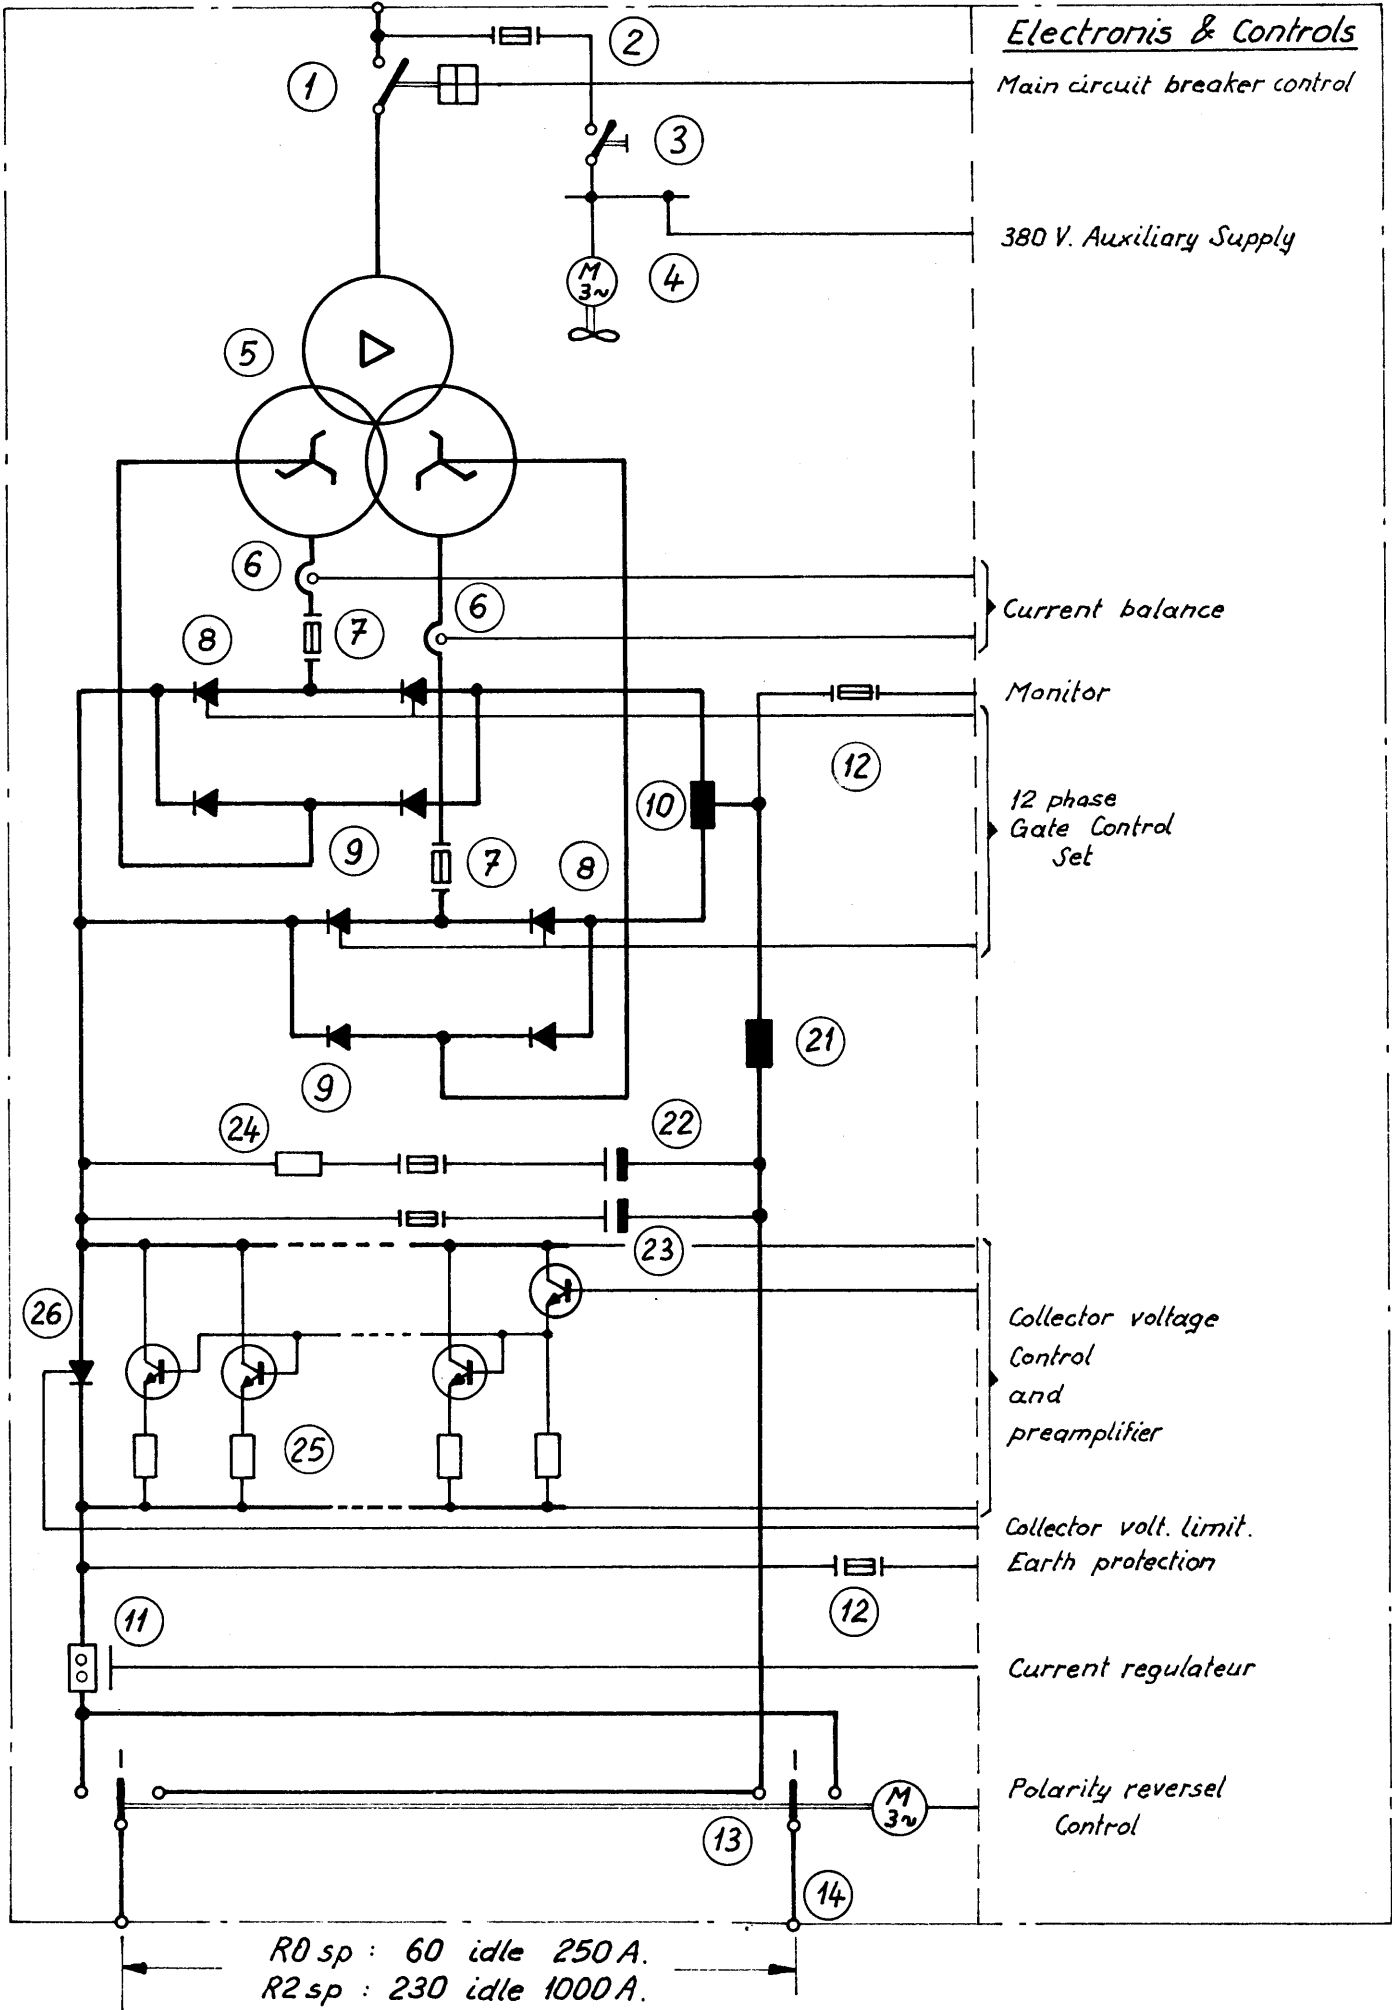 Electronis & Controls
1
2
Main circuit breaker control
3
380 V. Auxiliary Supply
4
M
3~
5
6
Current balance
6
7
8
Monitor
12
10
12 phase
Gate Control
Set
9
7
8
21
9
24
22
23
26
Collector voltage
Control
and
preamplifier
25
Collector volt. limit.
Earth protection
12
11
Current regulateur
Polarity reversel
Control
M
3~
13
14
R0 sp : 60 idle 250 A.
R2 sp : 230 idle 1000 A.